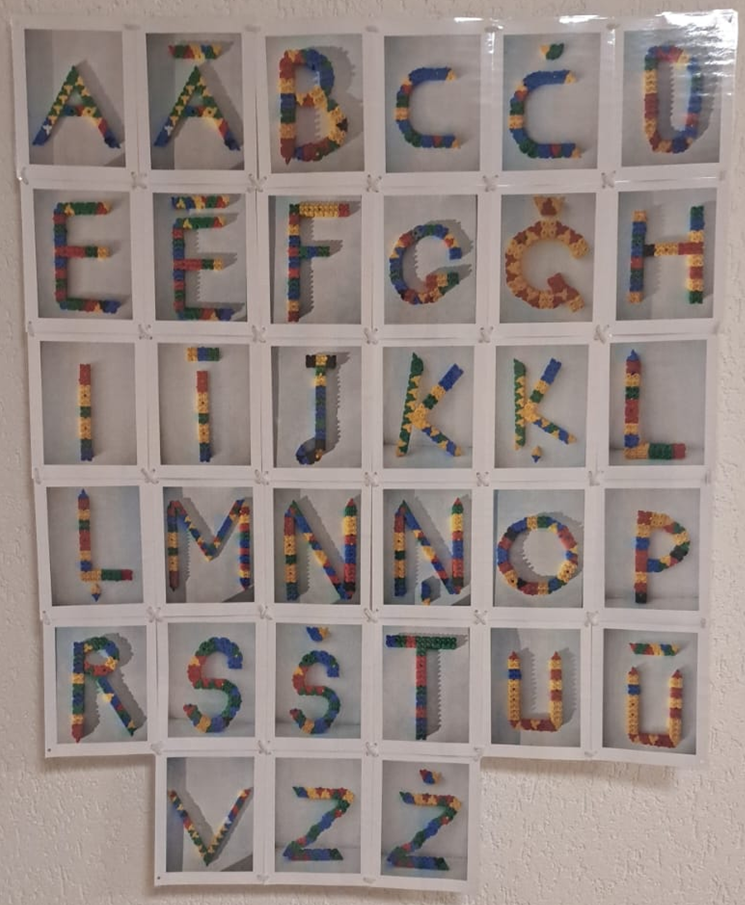 A Ā B C Č D
E Ē F G Ģ H
I Ī J K Ķ L
Ļ M N Ņ O P
R S Š T U Ū
V Z Ž